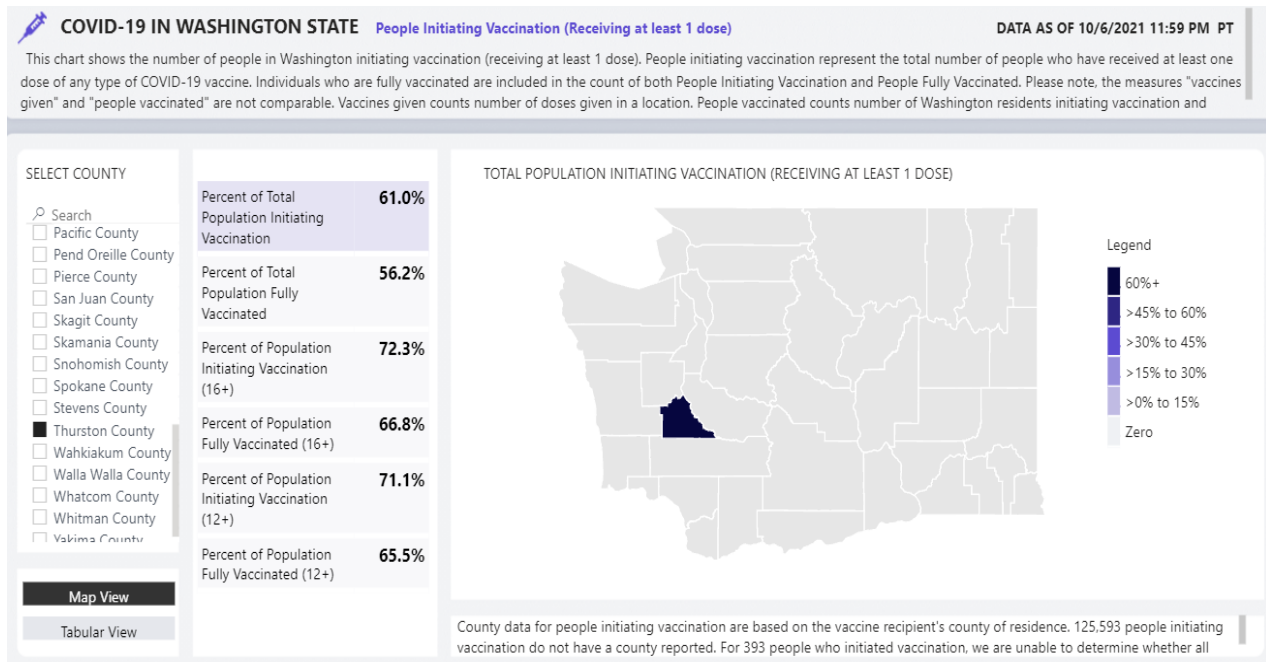 COVID-19 IN WASHINGTON STATE People Initiating Vaccination (Receiving at least 1 dose) DATA AS OF 10/6/2021 11:59 PM PT
This chart shows the number of people in Washington initiating vaccination (receiving at least 1 dose). People initiating vaccination represent the total number of people who have received at least one
dose of any type of COVID-19 vaccine. Individuals who are fully vaccinated are included in the count of both People Initiating Vaccination and People Fully Vaccinated. Please note, the measures "vaccines
given" and "people vaccinated" are not comparable. Vaccines given counts number of doses given in a location. People vaccinated counts number of Washington residents initiating vaccination and
SELECT COUNTY
Search
Pacific County
Pend Oreille County
Pierce County
San Juan County
Skagit County
Skamania County
Snohomish County
Spokane County
Stevens County
Thurston County
Wahkiakum County
Walla Walla County
Whatcom County
Whitman County
Yakima County
Map View
Tabular View
Percent of Total
Population Initiating
Vaccination
61.0%
Percent of Total
Population Fully
Vaccinated
56.2%
Percent of Population
Initiating Vaccination
(16+)
72.3%
Percent of Population
Fully Vaccinated (16+)
66.8%
Percent of Population
Initiating Vaccination
(12+)
71.1%
Percent of Population
Fully Vaccinated (12+)
65.5%
TOTAL POPULATION INITIATING VACCINATION (RECEIVING AT LEAST 1 DOSE)
Legend
60%+
>45% to 60%
>30% to 45%
>15% to 30%
>0% to 15%
Zero
County data for people initiating vaccination are based on the vaccine recipient's county of residence. 125,593 people initiating
vaccination do not have a county reported. For 393 people who initiated vaccination, we are unable to determine whether all